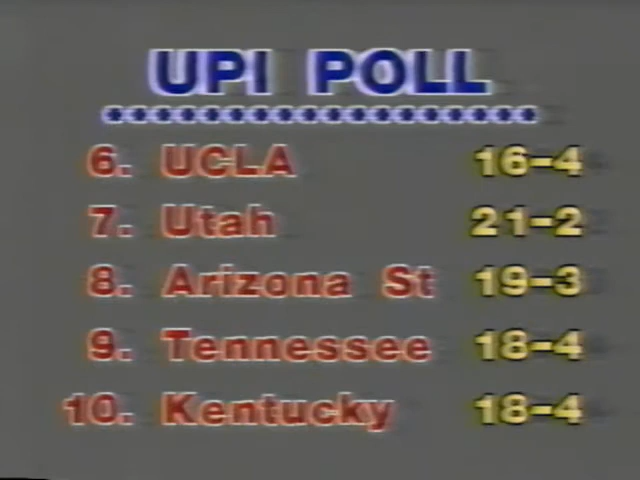 UPI POLL
6. UCLA 16-4
7. Utah 21-2
8. Arizona St 19-3
9. Tennessee 18-4
10. Kentucky 18-4